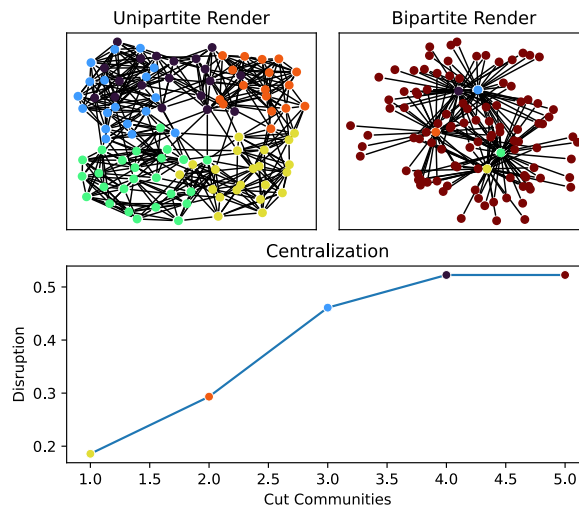 Unipartite Render
Bipartite Render
Centralization
0.5
0.4
0.3
0.2
Disruption
1.0 1.5 2.0 2.5 3.0 3.5 4.0 4.5 5.0
Cut Communities